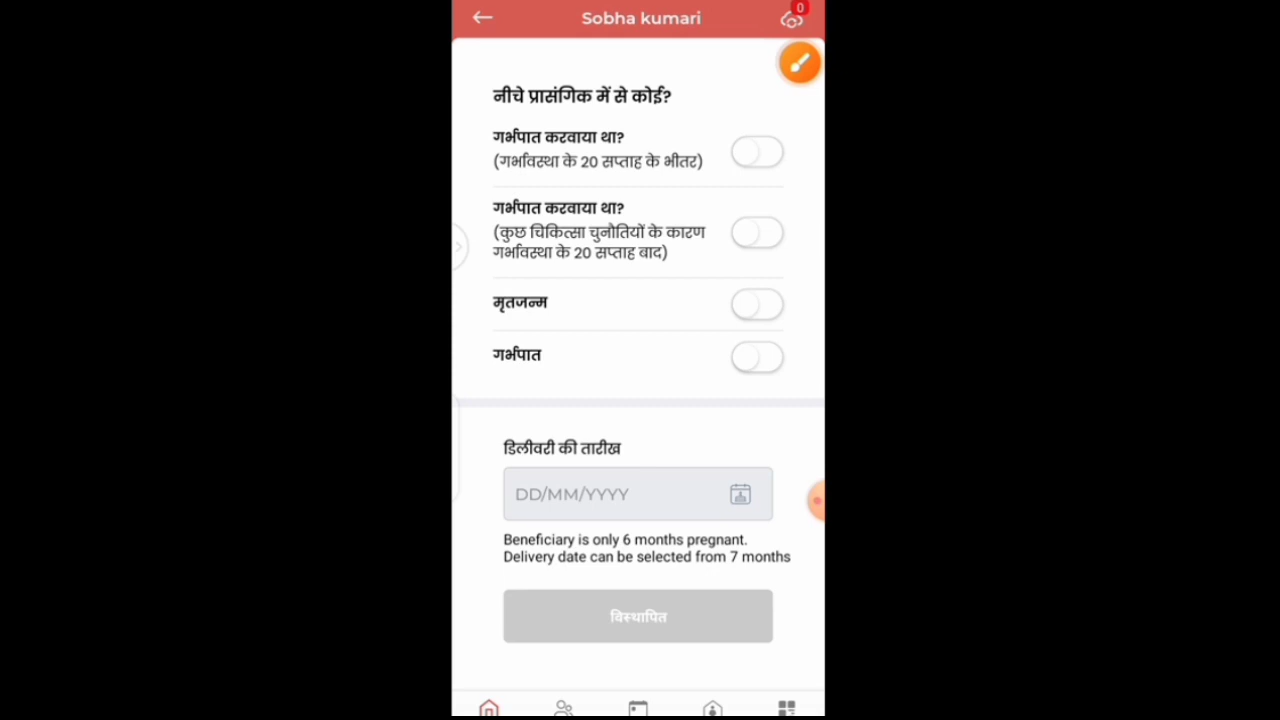 Sobha kumari
0
नीचे प्रासंगिक में से कोई?
गर्भपात करवाया था?
(गर्भावस्था के 20 सप्ताह के भीतर)
गर्भपात करवाया था?
(कुछ चिकित्सा चुनौतियों के कारण
गर्भावस्था के 20 सप्ताह बाद)
मृतजन्म
गर्भपात
डिलीवरी की तारीख
DD/MM/YYYY
Beneficiary is only 6 months pregnant.
Delivery date can be selected from 7 months
विस्थापित